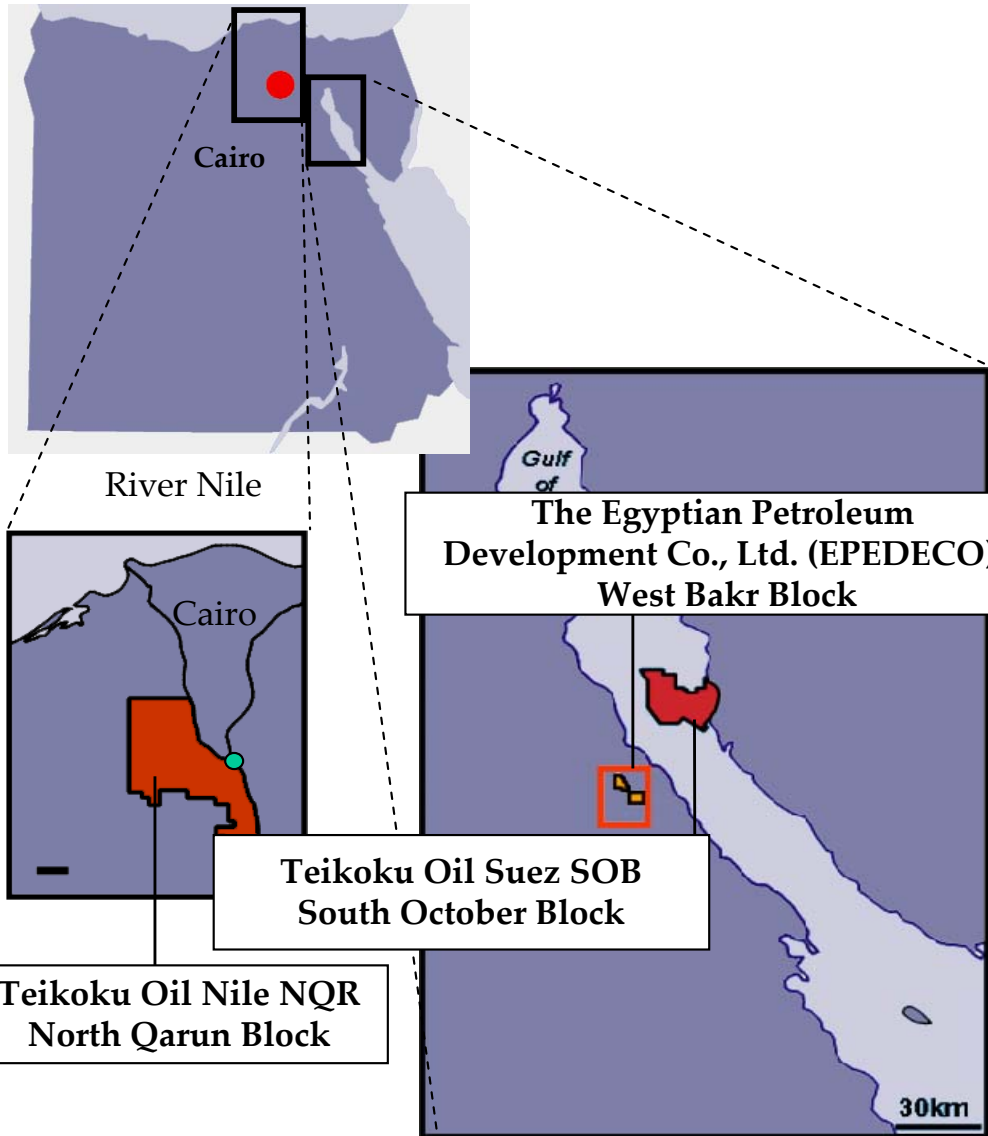 Cairo
River Nile
Gulf
of
The Egyptian Petroleum
Development Co., Ltd. (EPEDECO)
West Bakr Block
Cairo
Teikoku Oil Suez SOB
South October Block
Teikoku Oil Nile NQR
North Qarun Block
30km